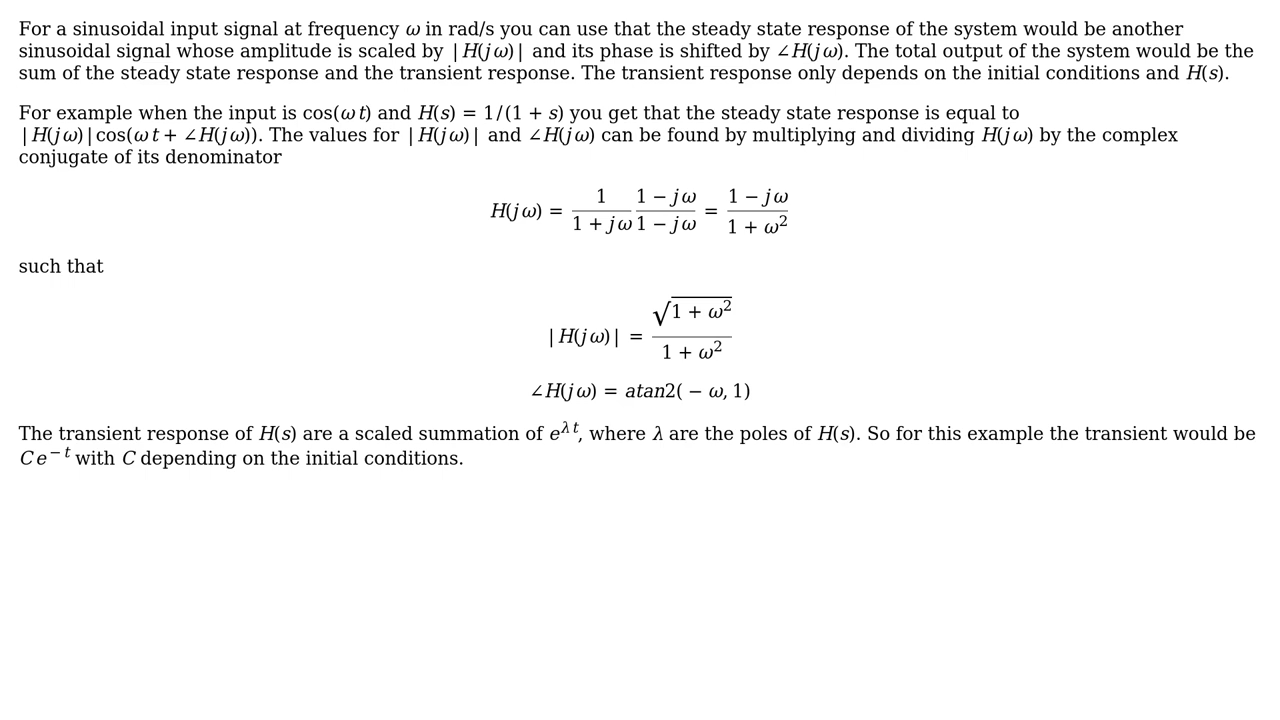 For a sinusoidal input signal at frequency ω in rad/s you can use that the steady state response of the system would be another
sinusoidal signal whose amplitude is scaled by |H(jω)| and its phase is shifted by ∠H(jω). The total output of the system would be the
sum of the steady state response and the transient response. The transient response only depends on the initial conditions and H(s).
For example when the input is cos(ωt) and H(s) = 1/(1 + s) you get that the steady state response is equal to
|H(jω)|cos(ωt + ∠H(jω)). The values for |H(jω)| and ∠H(jω) can be found by multiplying and dividing H(jω) by the complex
conjugate of its denominator
H(jω) = \frac{1}{1 + jω} \frac{1 − jω}{1 − jω} = \frac{1 − jω}{1 + ω^2}
such that
|H(jω)| = \frac{\sqrt{1 + ω^2}}{1 + ω^2}
∠H(jω) = atan2( − ω, 1)
The transient response of H(s) are a scaled summation of e^{λt}, where λ are the poles of H(s). So for this example the transient would be
Ce^{−t} with C depending on the initial conditions.